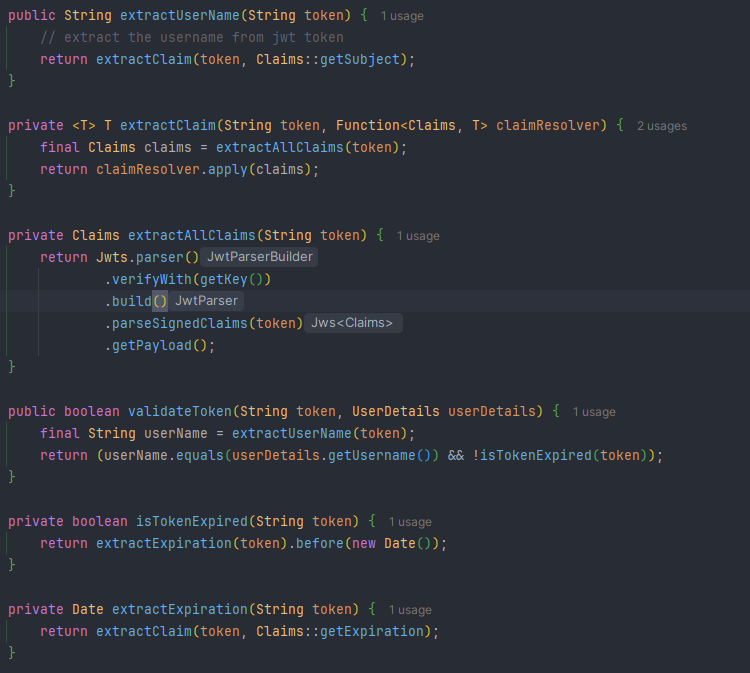 public String extractUserName(String token) { 1 usage
// extract the username from jwt token
return extractClaim(token, Claims::getSubject);
}
private <T> T extractClaim(String token, Function<Claims, T> claimResolver) { 2 usages
final Claims claims = extractAllClaims(token);
return claimResolver.apply(claims);
}
private Claims extractAllClaims(String token) { 1 usage
return Jwts.parser() JwtParserBuilder
.verifyWith(getKey())
.build() JwtParser
.parseSignedClaims(token) Jws<Claims>
.getPayload();
}
public boolean validateToken(String token, UserDetails userDetails) { 1 usage
final String userName = extractUserName(token);
return (userName.equals(userDetails.getUsername()) && !isTokenExpired(token));
}
private boolean isTokenExpired(String token) { 1 usage
return extractExpiration(token).before(new Date());
}
private Date extractExpiration(String token) { 1 usage
return extractClaim(token, Claims::getExpiration);
}